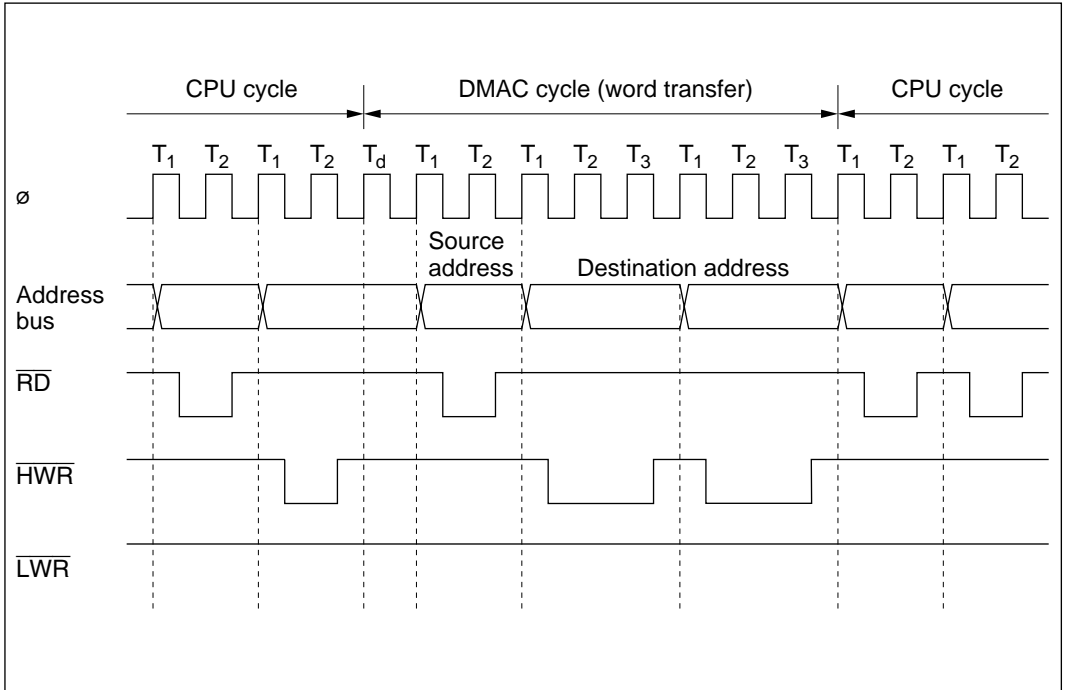 CPU cycle DMAC cycle (word transfer) CPU cycle
T1 T2 T1 T2 Td T1 T2 T1 T2 T3 T1 T2 T3 T1 T2 T1 T2
ø
Source
address Destination address
Address
bus
RD
HWR
LWR